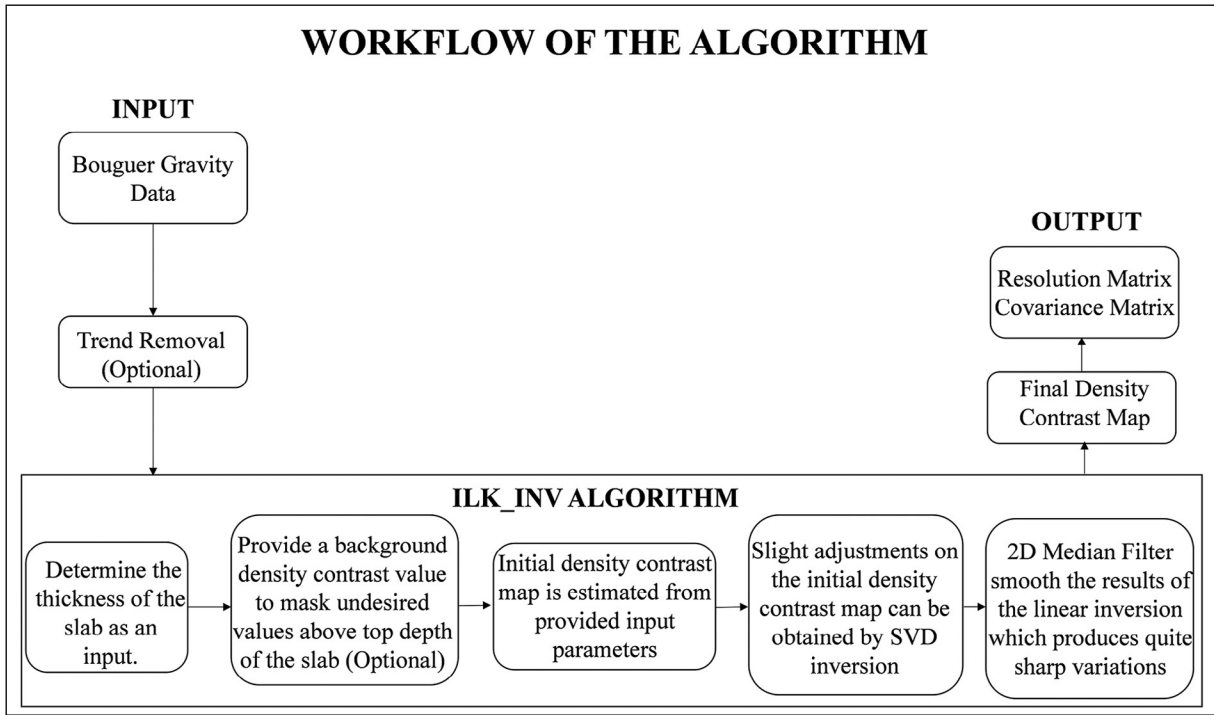 WORKFLOW OF THE ALGORITHM
INPUT
Bouguer Gravity
Data
Trend Removal
(Optional)
OUTPUT
Resolution Matrix
Covariance Matrix
Final Density
Contrast Map
ILK_INV ALGORITHM
Determine the
thickness of the
slab as an
input.
Provide a background
density contrast value
to mask undesired
values above top depth
of the slab (Optional)
Initial density contrast
map is estimated from
provided input
parameters
Slight adjustments on
the initial density
contrast map can be
obtained by SVD
inversion
2D Median Filter
smooth the results of
the linear inversion
which produces quite
sharp variations